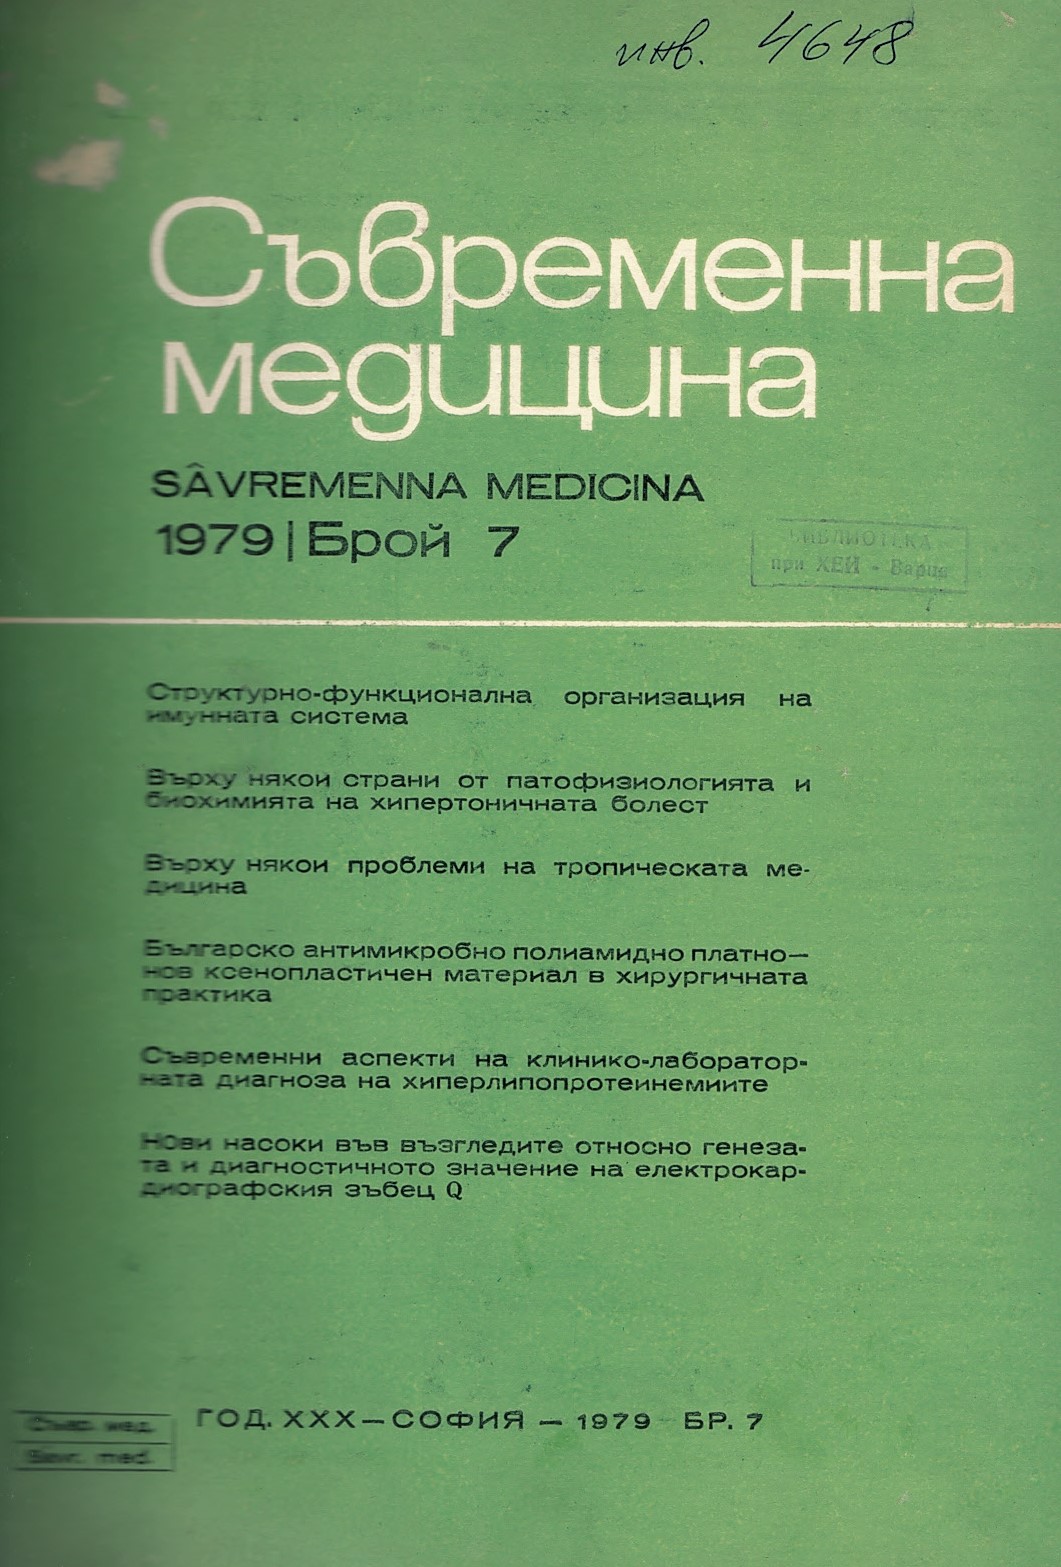 инв. 4648
Съвременна
медицина
SÂVREMENNA MEDICINA
1979 | Брой 7
БИБЛИОТЕКА
при ХЕИ - Варна
Структурно-функционална организация на
имунната система
Върху някои страни от патофизиологията и
биохимията на хипертоничната болест
Върху някои проблеми на тропическата ме-
дицина
Българско антимикробно полиамидно платно—
нов ксенопластичен материал в хирургичната
практика
Съвременни аспекти на клинико-лаборатор-
ната диагноза на хиперлипопротеинемиите
Нови насоки във възгледите относно генеза-
та и диагностичното значение на електрокар-
диографския зъбец Q
ГОД. XXX — СОФИЯ — 1979 БР. 7
Съвр. мед.
Savr. med.